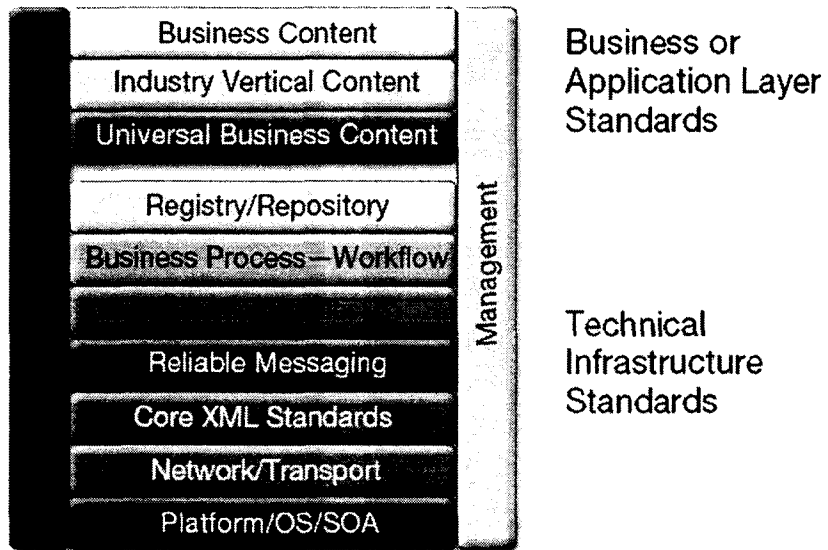 Business Content
Industry Vertical Content
Universal Business Content
Registry/Repository
Business Process—Workflow
Reliable Messaging
Core XML Standards
Network/Transport
Platform/OS/SOA
Management
Business or
Application Layer
Standards
Technical
Infrastructure
Standards